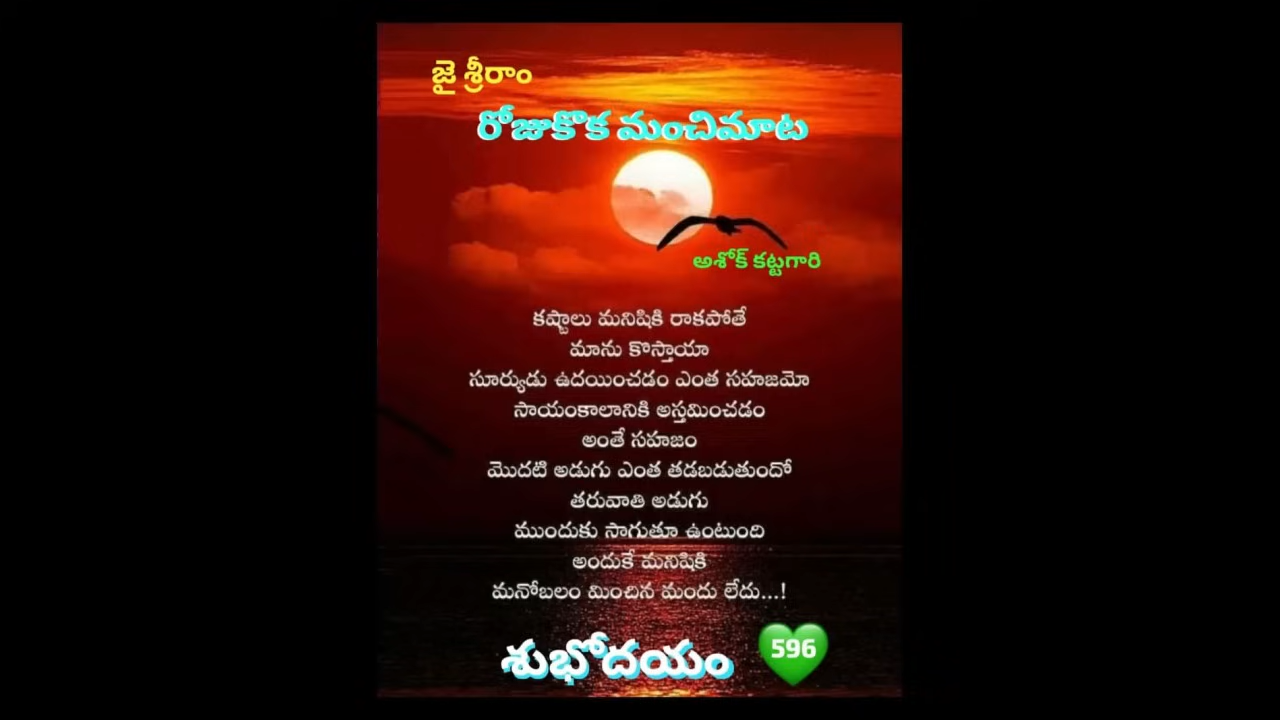 జై శ్రీరాం
రోజుకొక మంచిమాట
అశోక్ కట్టగారి
కష్టాలు మనిషికి రాకపోతే
మాను కొస్తాయా
సూర్యుడు ఉదయించడం ఎంత సహజమో
సాయంకాలానికి అస్తమించడం
అంతే సహజం
మొదటి అడుగు ఎంత తడబడుతుందో
తరువాతి అడుగు
ముందుకు సాగుతూ ఉంటుంది
అందుకే మనిషికి
మనోబలం మించిన మందు లేదు...!
శుభోదయం 596